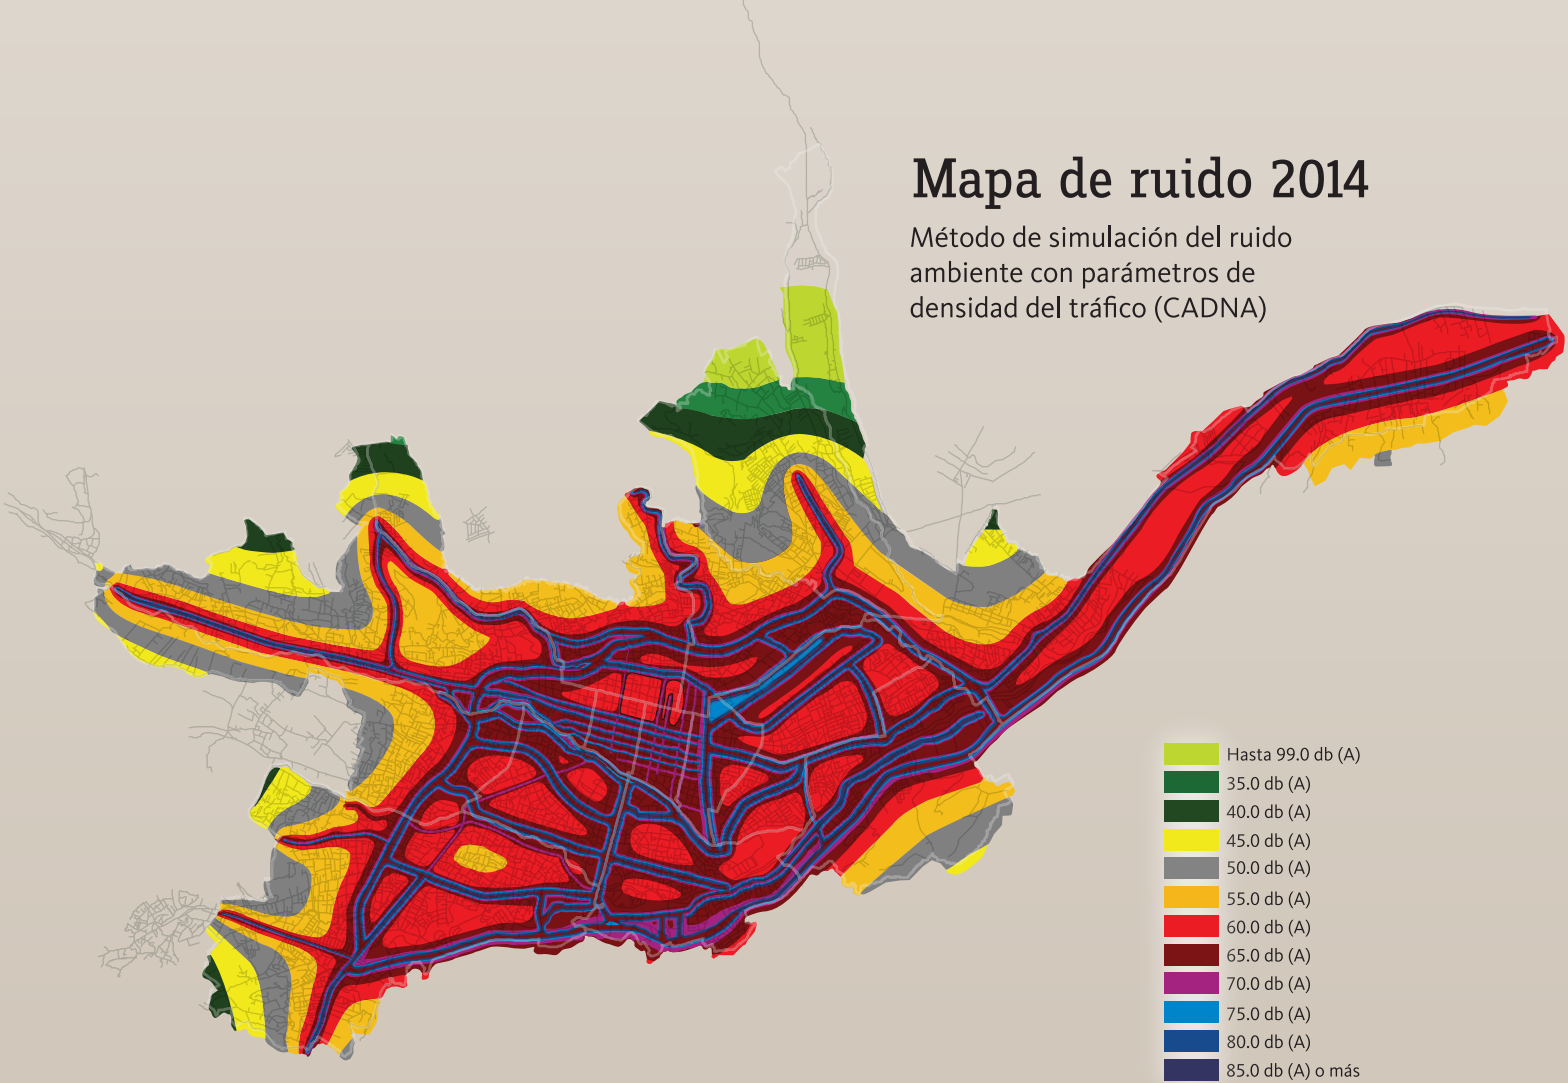 Mapa de ruido 2014
Método de simulación del ruido
ambiente con parámetros de
densidad del tráfico (CADNA)
Hasta 99.0 db (A)
35.0 db (A)
40.0 db (A)
45.0 db (A)
50.0 db (A)
55.0 db (A)
60.0 db (A)
65.0 db (A)
70.0 db (A)
75.0 db (A)
80.0 db (A)
85.0 db (A) o más